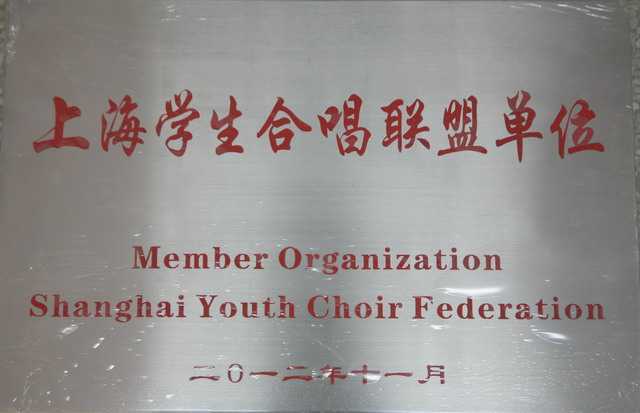 上海学生合唱联盟单位
Member Organization
Shanghai Youth Choir Federation
二0一二年十一月